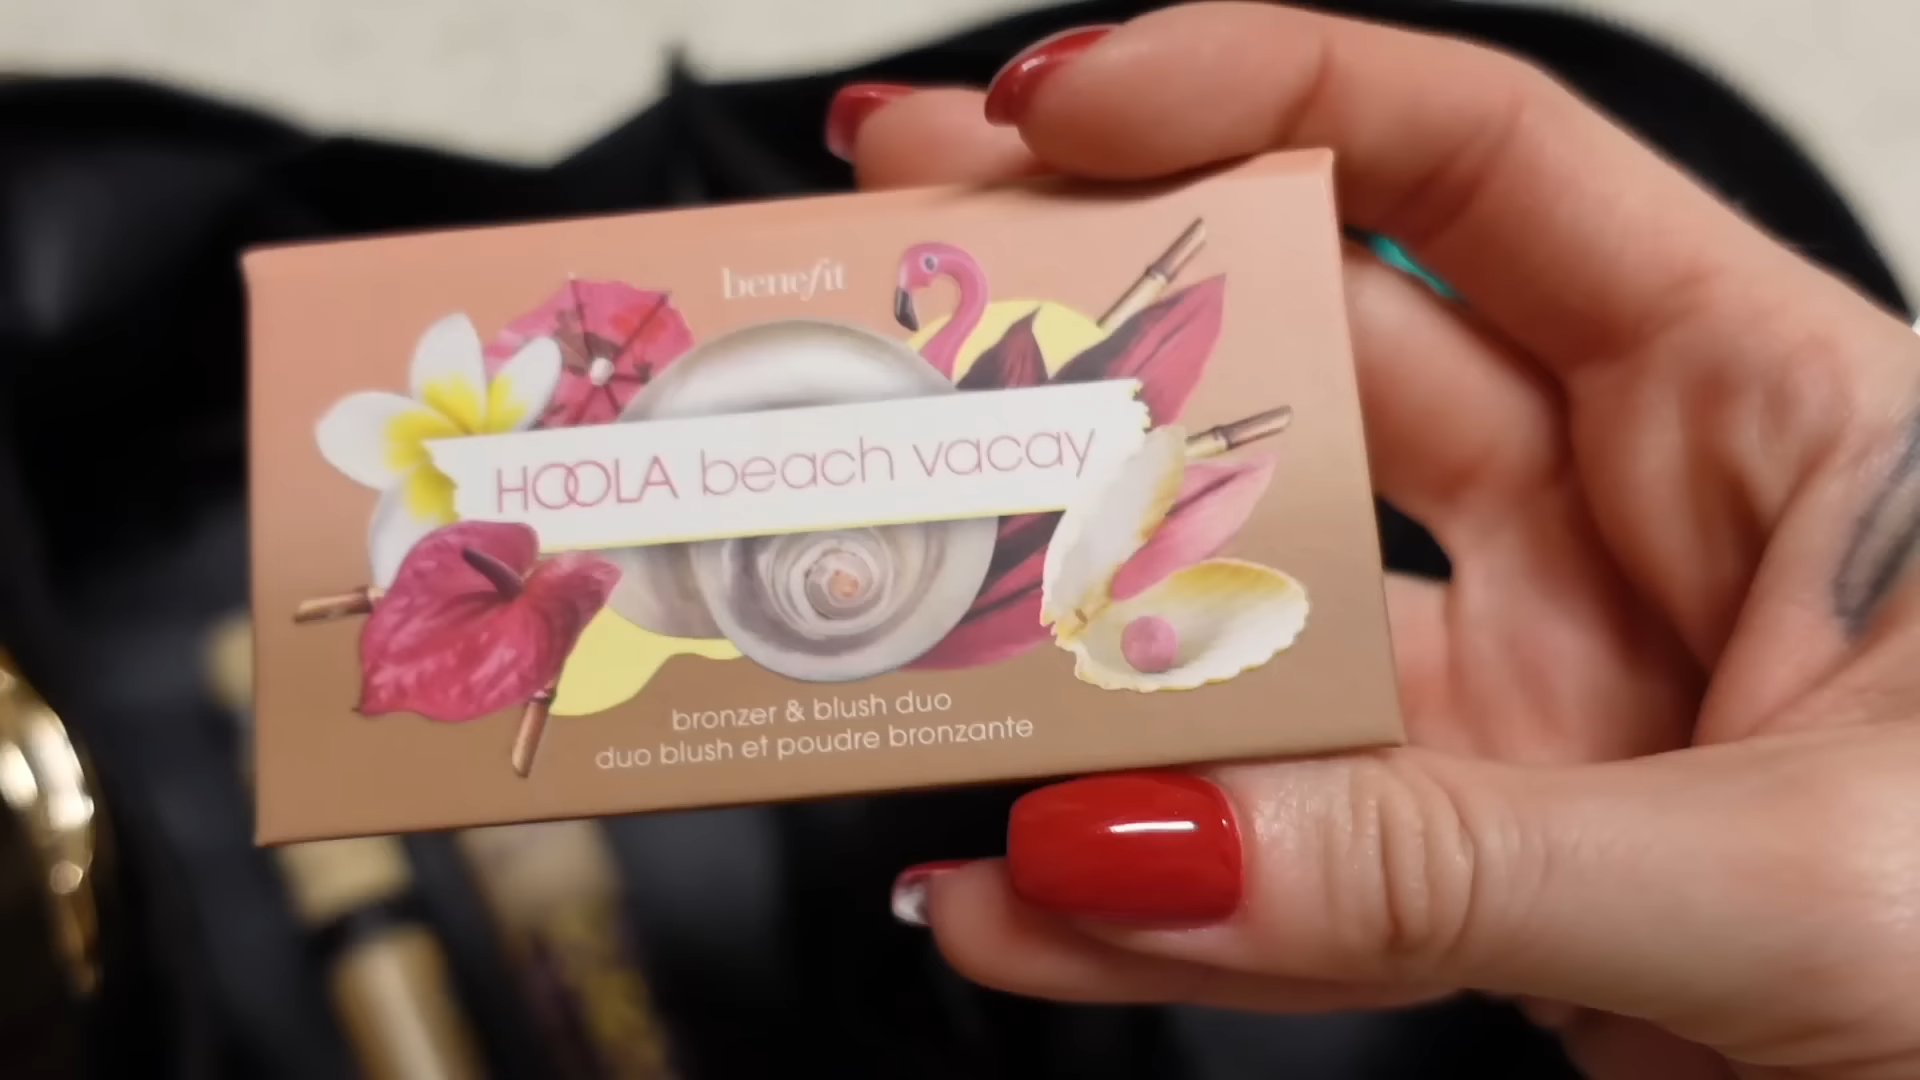 benefit
HOOLA beach vacay
bronzer & blush duo
duo blush et poudre bronzante